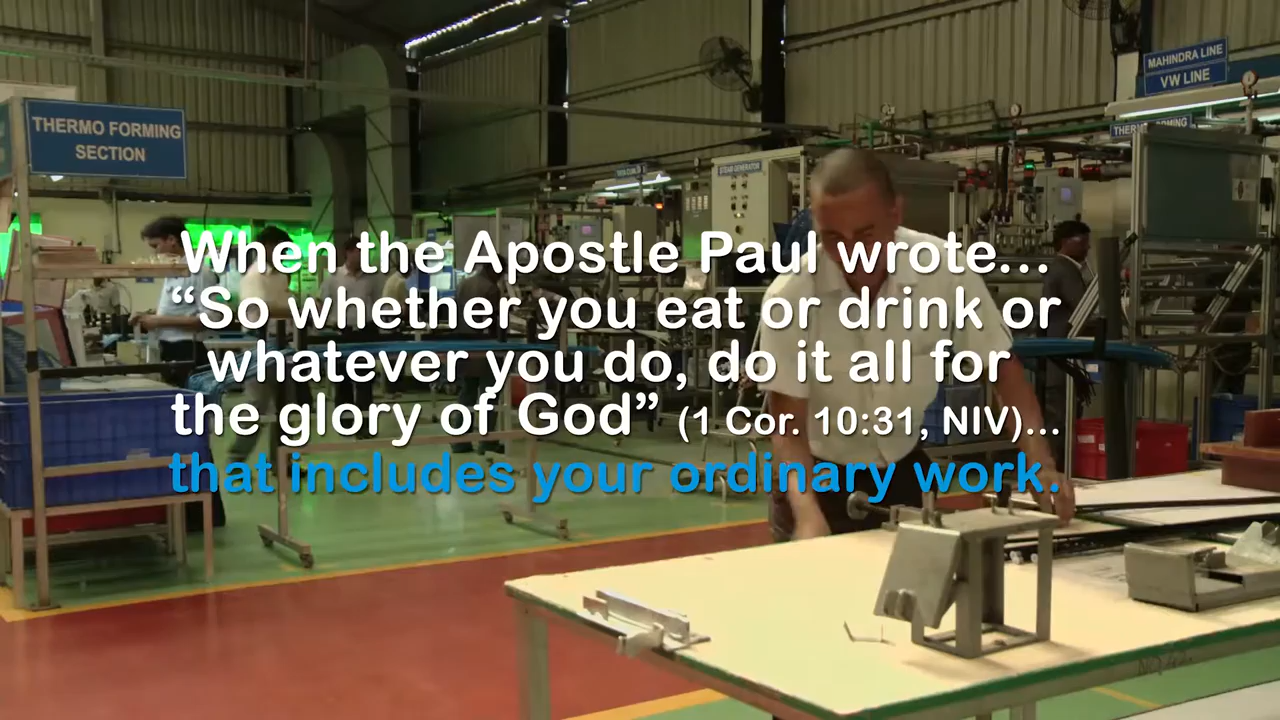 MAHINDRA LINE
VW LINE
THERMO FORMING
SECTION
STEAM GENERATOR
When the Apostle Paul wrote...
“So whether you eat or drink or
whatever you do, do it all for
the glory of God” (1 Cor. 10:31, NIV)...
that includes your ordinary work.